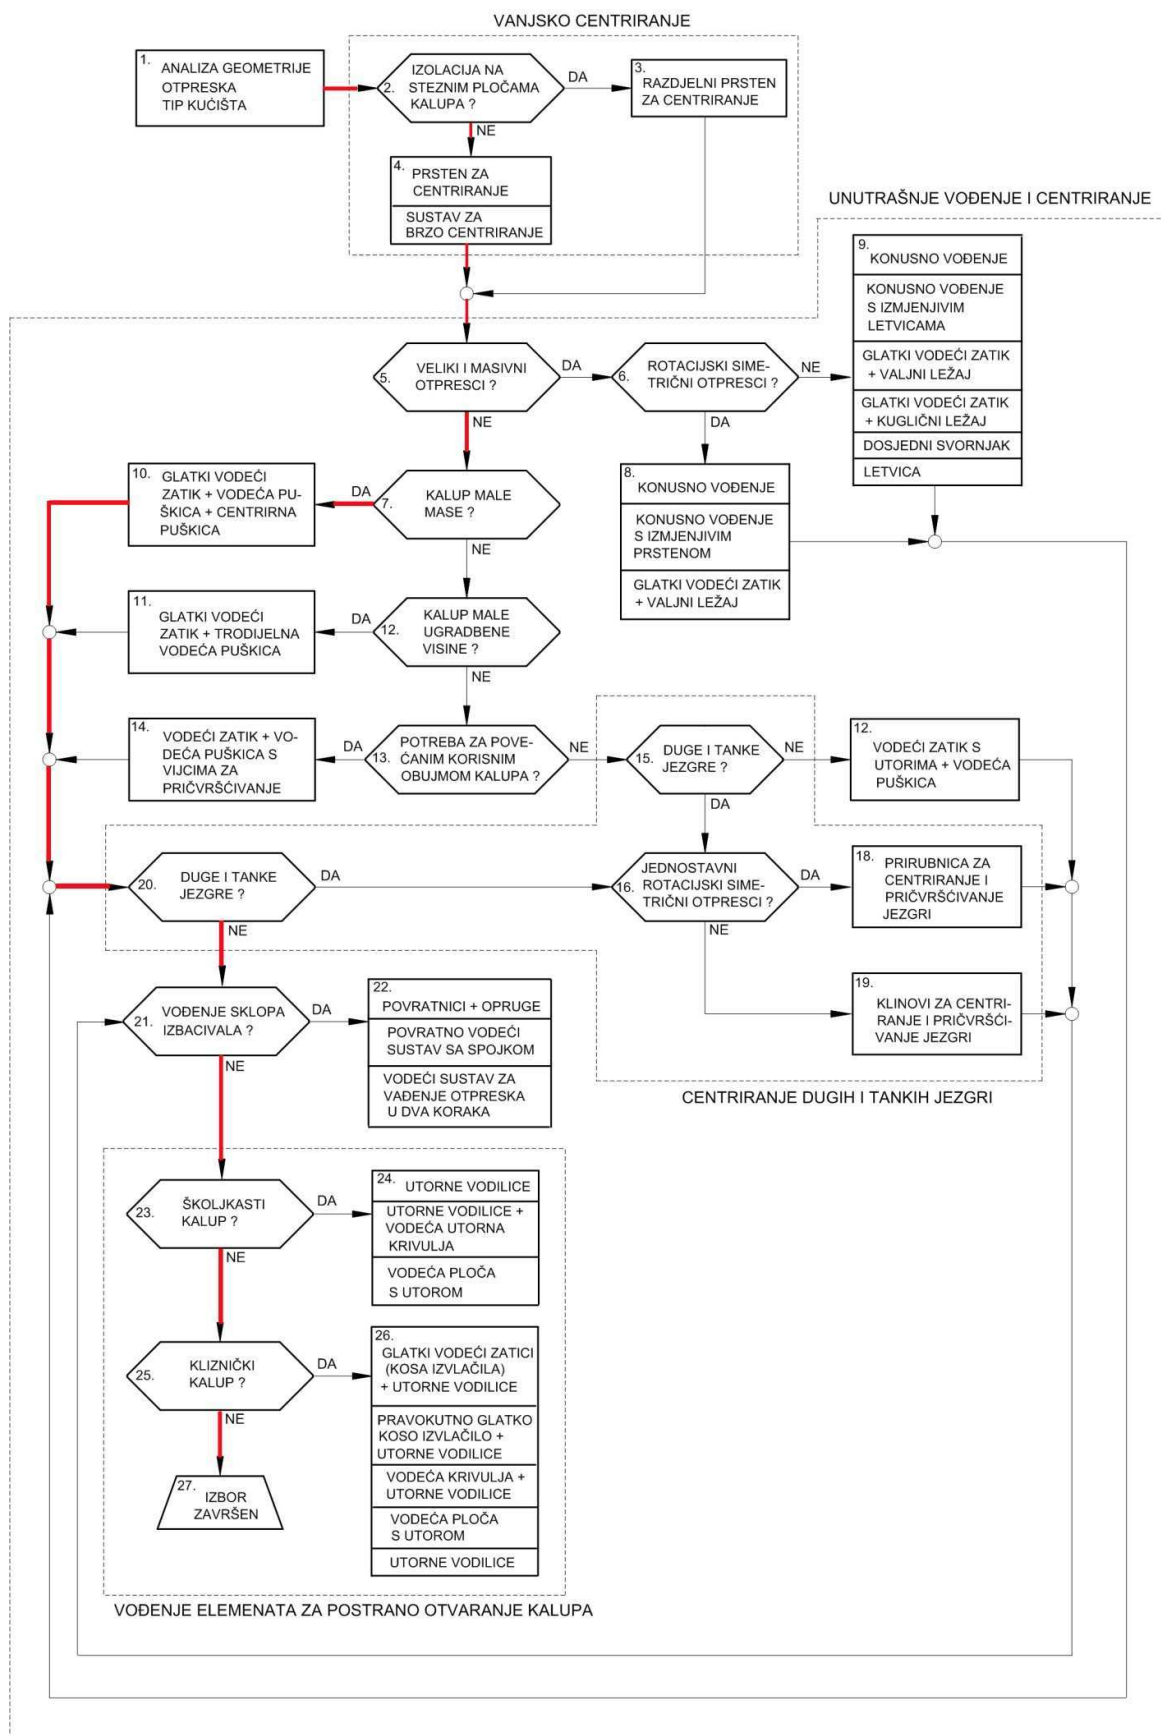 VANJSKO CENTRIRANJE
1. ANALIZA GEOMETRIJE
OTPRESKA
TIP KUĆIŠTA
IZOLACIJA NA
2. STEZNIM PLOČAMA
KALUPA ?
DA
NE
3.
RAZDJELNI PRSTEN
ZA CENTRIRANJE
4.
PRSTEN ZA
CENTRIRANJE
SUSTAV ZA
BRZO CENTRIRANJE
UNUTRAŠNJE VOĐENJE I CENTRIRANJE
5. VELIKI I MASIVNI
OTPRESCI ?
DA
NE
6. ROTACIJSKI SIME-
TRIČNI OTPRESCI ?
NE
DA
9.
KONUSNO VOĐENJE
KONUSNO VOĐENJE
S IZMJENJIVIM
LETVICAMA
GLATKI VODEĆI ZATIK
+ VALJNI LEŽAJ
GLATKI VODEĆI ZATIK
+ KUGLIČNI LEŽAJ
DOSJEDNI SVORNJAK
LETVICA
8.
KONUSNO VOĐENJE
KONUSNO VOĐENJE
S IZMJENJIVIM
PRSTENOM
GLATKI VODEĆI ZATIK
+ VALJNI LEŽAJ
10. GLATKI VODEĆI
ZATIK + VODEĆA PU-
ŠKICA + CENTRIRNA
PUŠKICA
DA
7. KALUP MALE
MASE ?
NE
11.
GLATKI VODEĆI
ZATIK + TRODIJELNA
VODEĆA PUŠKICA
DA
KALUP MALE
12. UGRADBENE
VISINE ?
NE
14.
VODEĆI ZATIK + VO-
DEĆA PUŠKICA S
VIJCIMA ZA
PRIČVRŠĆIVANJE
DA
POTREBA ZA POVE-
13. ĆANIM KORISNIM
OBUJMOM KALUPA ?
NE
15. DUGE I TANKE
JEZGRE ?
NE
DA
12.
VODEĆI ZATIK S
UTORIMA + VODEĆA
PUŠKICA
20. DUGE I TANKE
JEZGRE ?
DA
NE
JEDNOSTAVNI
16. ROTACIJSKI SIME-
TRIČNI OTPRESCI ?
DA
NE
18.
PRIRUBNICA ZA
CENTRIRANJE I
PRIČVRŠĆIVANJE
JEZGRI
19.
KLINOVI ZA CENTRI-
RANJE I PRIČVRŠĆI-
VANJE JEZGRI
CENTRIRANJE DUGIH I TANKIH JEZGRI
21. VOĐENJE SKLOPA
IZBACIVALA ?
DA
NE
22.
POVRATNICI + OPRUGE
POVRATNO VODEĆI
SUSTAV SA SPOJKOM
VODEĆI SUSTAV ZA
VAĐENJE OTPRESKA
U DVA KORAKA
23. ŠKOLJKASTI
KALUP ?
DA
NE
24.
UTORNE VODILICE
UTORNE VODILICE +
VODEĆA UTORNA
KRIVULJA
VODEĆA PLOČA
S UTOROM
25. KLIZNIČKI
KALUP ?
DA
NE
26.
GLATKI VODEĆI ZATICI
(KOSA IZVLAČILA)
+ UTORNE VODILICE
PRAVOKUTNO GLATKO
KOSO IZVLAČILO +
UTORNE VODILICE
VODEĆA KRIVULJA +
UTORNE VODILICE
VODEĆA PLOČA
S UTOROM
UTORNE VODILICE
27.
IZBOR
ZAVRŠEN
VOĐENJE ELEMENATA ZA POSTRANO OTVARANJE KALUPA